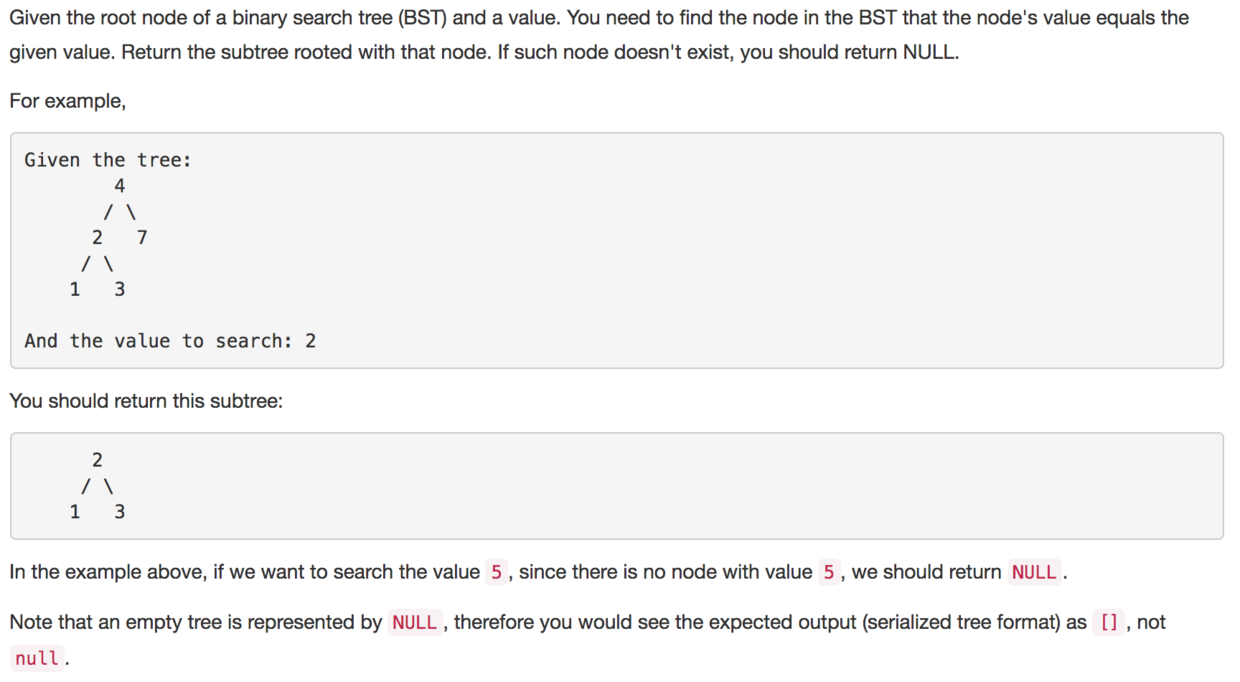 Given the root node of a binary search tree (BST) and a value. You need to find the node in the BST that the node's value equals the
given value. Return the subtree rooted with that node. If such node doesn't exist, you should return NULL.
For example,
Given the tree:
        4
       / \
      2   7
     / \
    1   3
And the value to search: 2
You should return this subtree:
      2
     / \
    1   3
In the example above, if we want to search the value 5, since there is no node with value 5, we should return NULL.
Note that an empty tree is represented by NULL, therefore you would see the expected output (serialized tree format) as [], not
null.